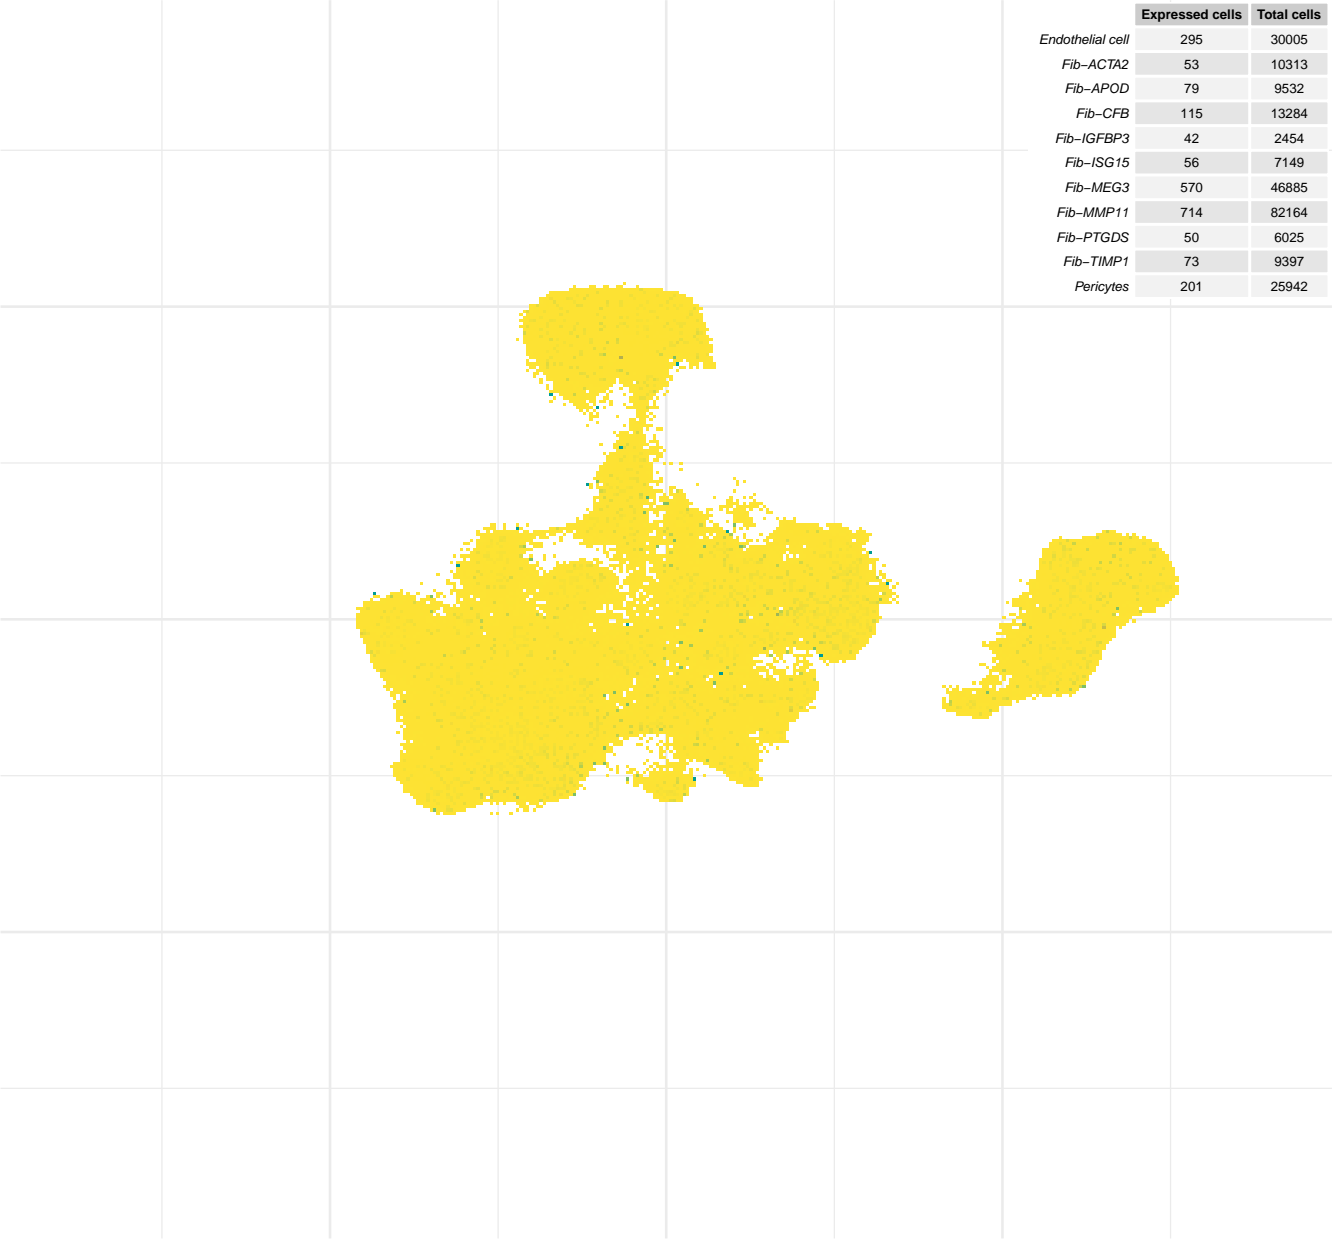 Expressed cells Total cells
Endothelial cell 295 30005
Fib−ACTA2 53 10313
Fib−APOD 79 9532
Fib−CFB 115 13284
Fib−IGFBP3 42 2454
Fib−ISG15 56 7149
Fib−MEG3 570 46885
Fib−MMP11 714 82164
Fib−PTGDS 50 6025
Fib−TIMP1 73 9397
Pericytes 201 25942